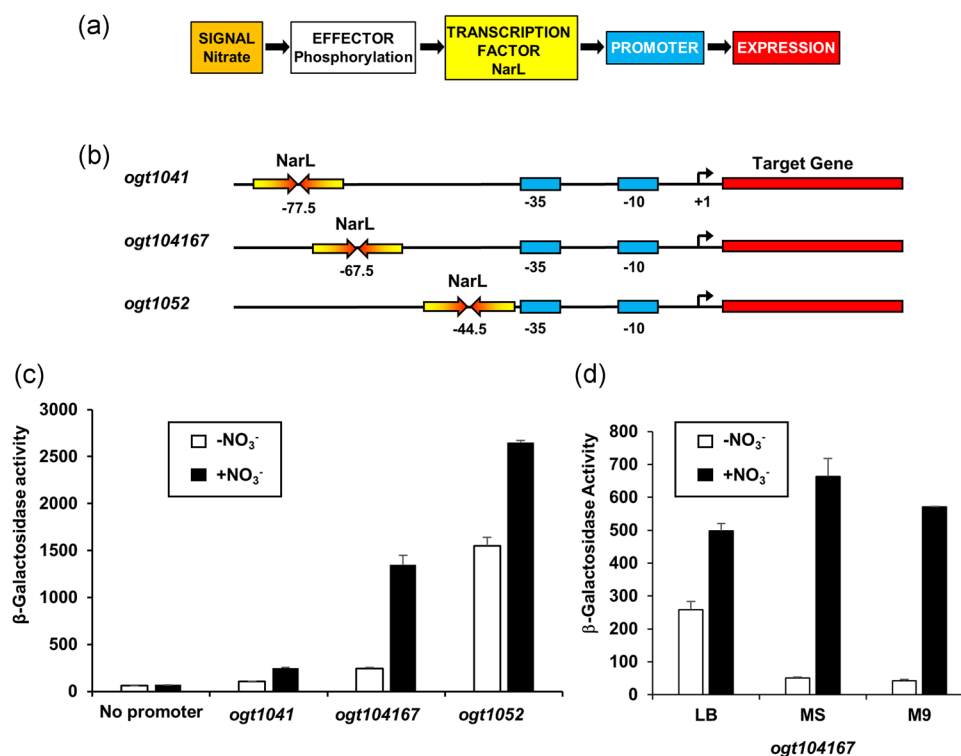 (a)
SIGNAL
Nitrate
EFFECTOR
Phosphorylation
TRANSCRIPTION
FACTOR
NarL
PROMOTER
EXPRESSION
(b)
NarL
Target Gene
ogt1041
-77.5
-35
-10
+1
NarL
ogt104167
-67.5
-35
-10
NarL
ogt1052
-44.5
-35
-10
(c)
β-Galactosidase activity
3000
2500
2000
1500
1000
500
0
-NO₃⁻
+NO₃⁻
No promoter
ogt1041
ogt104167
ogt1052
(d)
β-Galactosidase Activity
800
700
600
500
400
300
200
100
0
-NO₃⁻
+NO₃⁻
LB
MS
M9
ogt104167